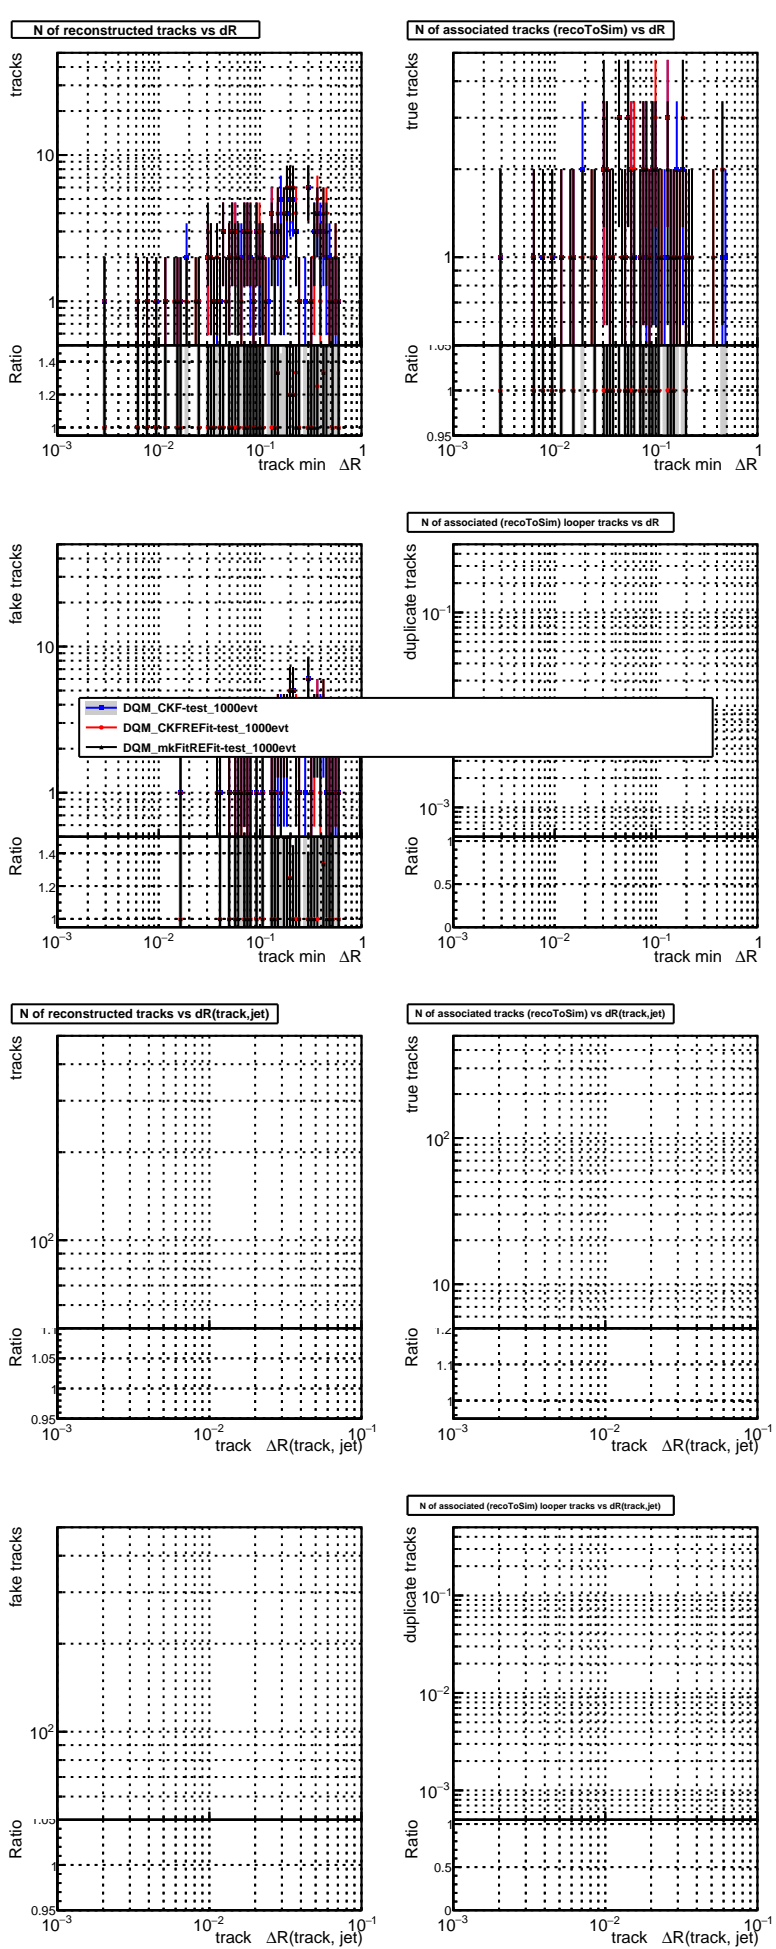 N of reconstructed tracks vs dR
N of associated tracks (recoToSim) vs dR
tracks
10
1
Ratio
1.4
1.2
1
10−3
10−2
10−1
1
track min ΔR
true tracks
1
Ratio
1.05
1
0.95
10−3
10−2
10−1
1
track min ΔR
N of associated (recoToSim) looper tracks vs dR
fake tracks
10
1
Ratio
1.4
1.2
1
10−3
10−2
10−1
1
track min ΔR
duplicate tracks
10−1
10−3
Ratio
1
0.5
0
10−3
10−2
10−1
1
track min ΔR
DQM_CKF-test_1000evt
DQM_CKFREFit-test_1000evt
DQM_mkFitREFit-test_1000evt
N of reconstructed tracks vs dR(track,jet)
N of associated tracks (recoToSim) vs dR(track,jet)
tracks
102
Ratio
1.1
1.05
1
0.95
10−3
10−2
10−1
track ΔR(track, jet)
true tracks
102
10
Ratio
1.2
1.1
1
10−3
10−2
10−1
track ΔR(track, jet)
N of associated (recoToSim) looper tracks vs dR(track,jet)
fake tracks
102
Ratio
1.05
1
0.95
10−3
10−2
10−1
track ΔR(track, jet)
duplicate tracks
10−1
10−2
10−3
Ratio
1
0.5
0
10−3
10−2
10−1
track ΔR(track, jet)